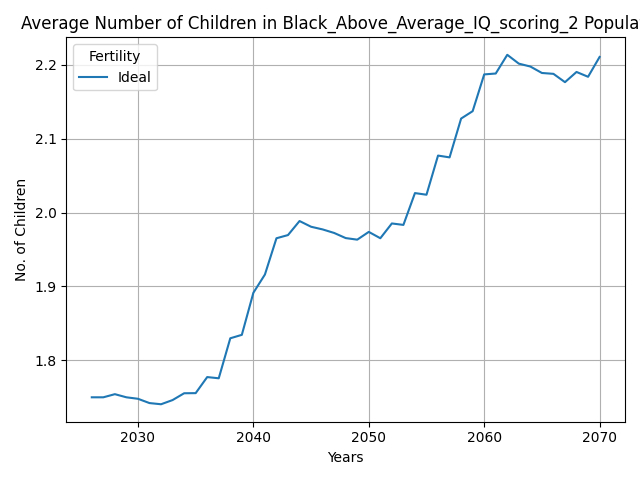 Average Number of Children in Black_Above_Average_IQ_scoring_2 Popula
Fertility
Ideal
2.2
2.1
2.0
1.9
1.8
No. of Children
2030 2040 2050 2060 2070
Years